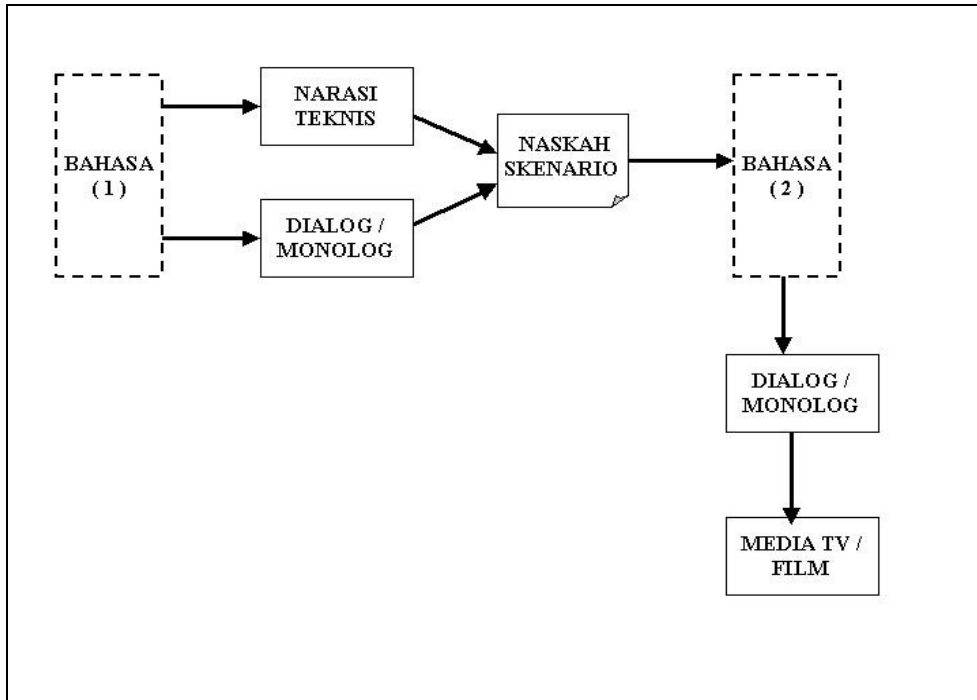 BAHASA
( 1 )
NARASI
TEKNIS
DIALOG /
MONOLOG
NASKAH
SKENARIO
BAHASA
( 2 )
DIALOG /
MONOLOG
MEDIA TV /
FILM